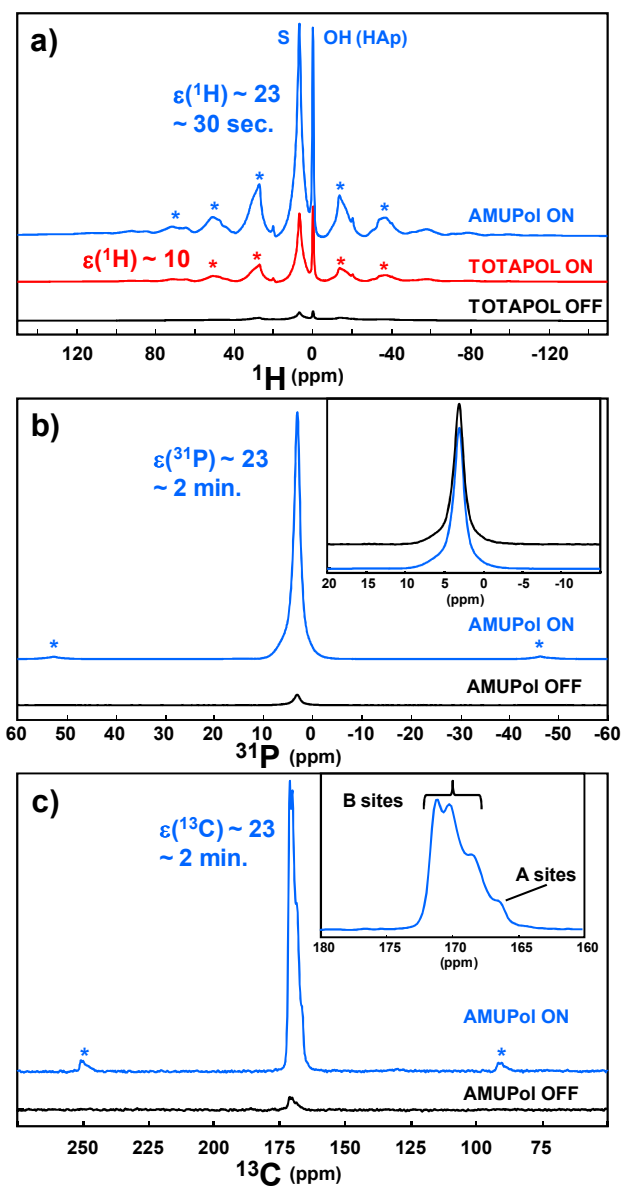 a)
S
OH (HAp)
ε(¹H) ~ 23
~ 30 sec.
*
*
*
*
*
AMUPol ON
ε(¹H) ~ 10
*
*
*
*
TOTAPOL ON
TOTAPOL OFF
120 80 40 0 -40 -80 -120
¹H (ppm)
b)
ε(³¹P) ~ 23
~ 2 min.
20 15 10 5 0 -5 -10
(ppm)
AMUPol ON
*
*
AMUPol OFF
60 50 40 30 20 10 0 -10 -20 -30 -40 -50 -60
³¹P (ppm)
c)
ε(¹³C) ~ 23
~ 2 min.
B sites
A sites
180 175 170 165 160
(ppm)
AMUPol ON
*
*
AMUPol OFF
250 225 200 175 150 125 100 75
¹³C (ppm)